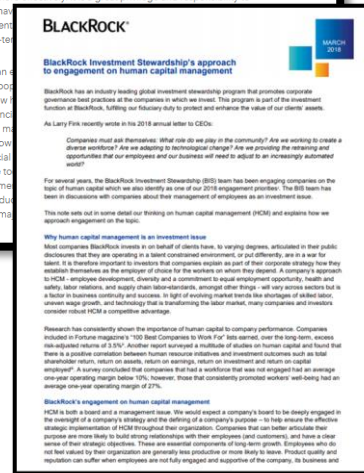 BLACKROCK®
MARCH
2018
BlackRock Investment Stewardship's approach
to engagement on human capital management
BlackRock has an industry leading global investment stewardship program that promotes corporate
governance best practices at the companies in which we invest. This program is part of the investment
function at BlackRock, fulfilling our fiduciary duty to protect and enhance the value of our clients' assets.
As Larry Fink recently wrote in his 2018 annual letter to CEOs:
Companies must ask themselves: What role do we play in the community? Are we working to create a
diverse workforce? Are we adapting to technological change? Are we providing the retraining and
opportunities that our employees and our business will need to adjust to an increasingly automated
world?
For several years, the BlackRock Investment Stewardship (BIS) team has been engaging companies on the
topic of human capital which we also identify as one of our 2018 engagement priorities. The BIS team has
been in discussions with companies about their management of employees as an investment issue.
This note sets out in some detail our thinking on human capital management (HCM) and explains how we
approach engagement on the topic.
Why human capital management is an investment issue
Most companies BlackRock invests in on behalf of clients have, to varying degrees, articulated in their public
disclosures that they are operating in a talent constrained environment, or put differently, are in a war for
talent. It is therefore important to investors that companies explain as part of their corporate strategy how they
establish themselves as the employer of choice for the workers on whom they depend. A company's approach
to HCM - employee development, diversity and a commitment to equal employment opportunity, health and
safety, labor relations, and supply chain labor standards, amongst other things - will vary across sectors but is
a factor in business continuity and success. In light of evolving market trends like shortages of skilled labor,
uneven wage growth, and technology that is transforming the labor market, many companies and investors
consider robust HCM a competitive advantage.
Research has consistently shown the importance of human capital to company performance. Companies
included in Fortune magazine's "100 Best Companies to Work For" lists earned, over the long-term, excess
risk-adjusted returns of 3.5%. Another report surveyed a multitude of studies on human capital and found that
there is a positive correlation between human resource initiatives and investment outcomes such as total
shareholder return, return on assets, return on earnings, return on investment and return on capital
employed. A survey concluded that companies that had a workforce that was not engaged had an average
one-year operating margin below 10%; however, those that consistently promoted workers' well-being had an
average one-year operating margin of 27%.
BlackRock's engagement on human capital management
HCM is both a board and a management issue. We would expect a company's board to be deeply engaged in
the oversight of a company's strategy and the defining of a company's purpose – to help ensure the effective
strategic implementation of HCM throughout their organization. Companies that can better articulate their
purpose are more likely to build strong relationships with their employees (and customers), and have a clear
sense of their strategic objectives. These are essential components of long-term growth. Employees who do
not feel valued by their organization are generally less productive or more likely to leave. Product quality and
reputation can suffer when employees are not fully engaged and supportive of the company, its business and